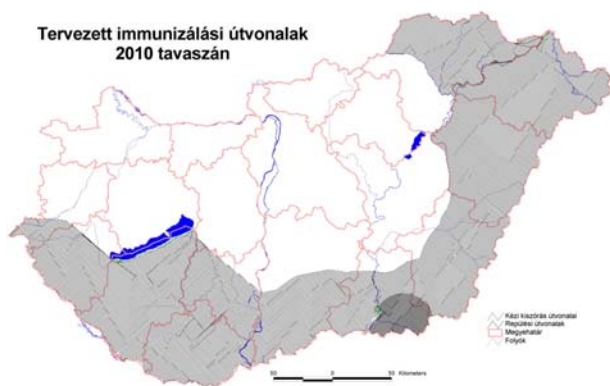 Tervezett immunizálási útvonalak
2010 tavaszán
Kézi kiszórás útvonalai
Repülési útvonalak
Megyehatár
Folyók
50 0 50 Kilometers